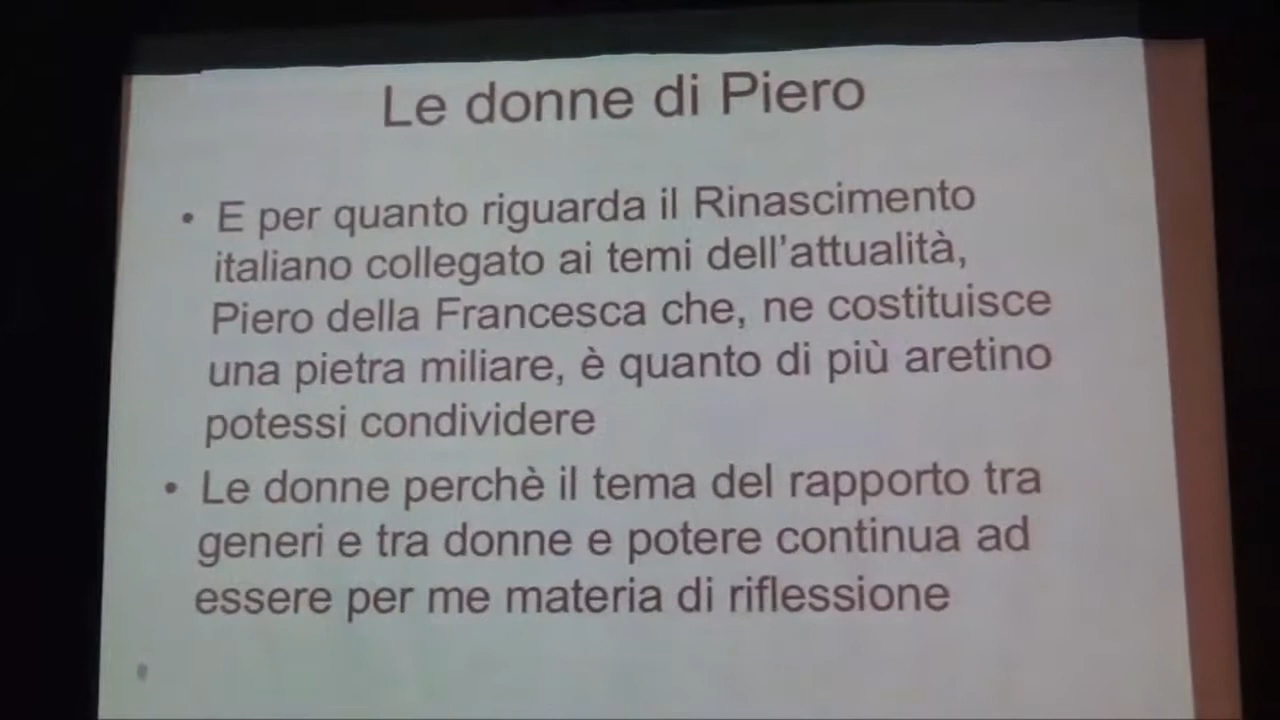 Le donne di Piero
• E per quanto riguarda il Rinascimento
italiano collegato ai temi dell'attualità,
Piero della Francesca che, ne costituisce
una pietra miliare, è quanto di più aretino
potessi condividere
• Le donne perchè il tema del rapporto tra
generi e tra donne e potere continua ad
essere per me materia di riflessione